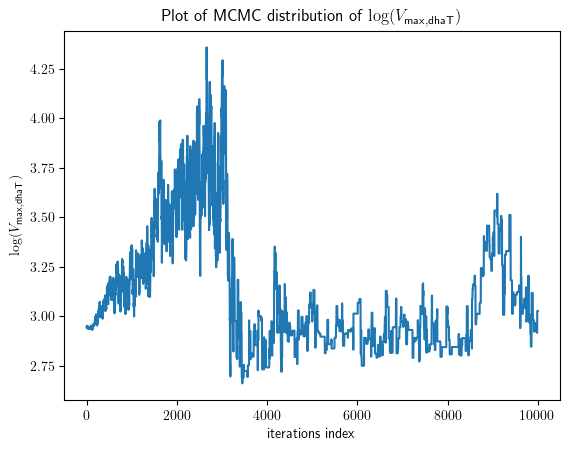 Plot of MCMC distribution of log(V_max,dhaT)
4.25
4.00
3.75
3.50
3.25
3.00
2.75
log(V_max,dhaT)
0 2000 4000 6000 8000 10000
iterations index